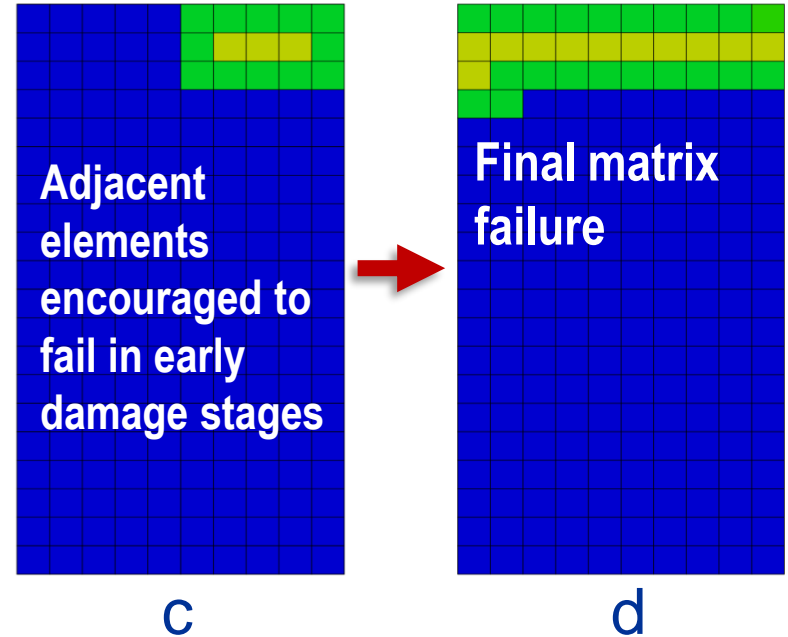 Adjacent
elements
encouraged to
fail in early
damage stages
Final matrix
failure
c
d